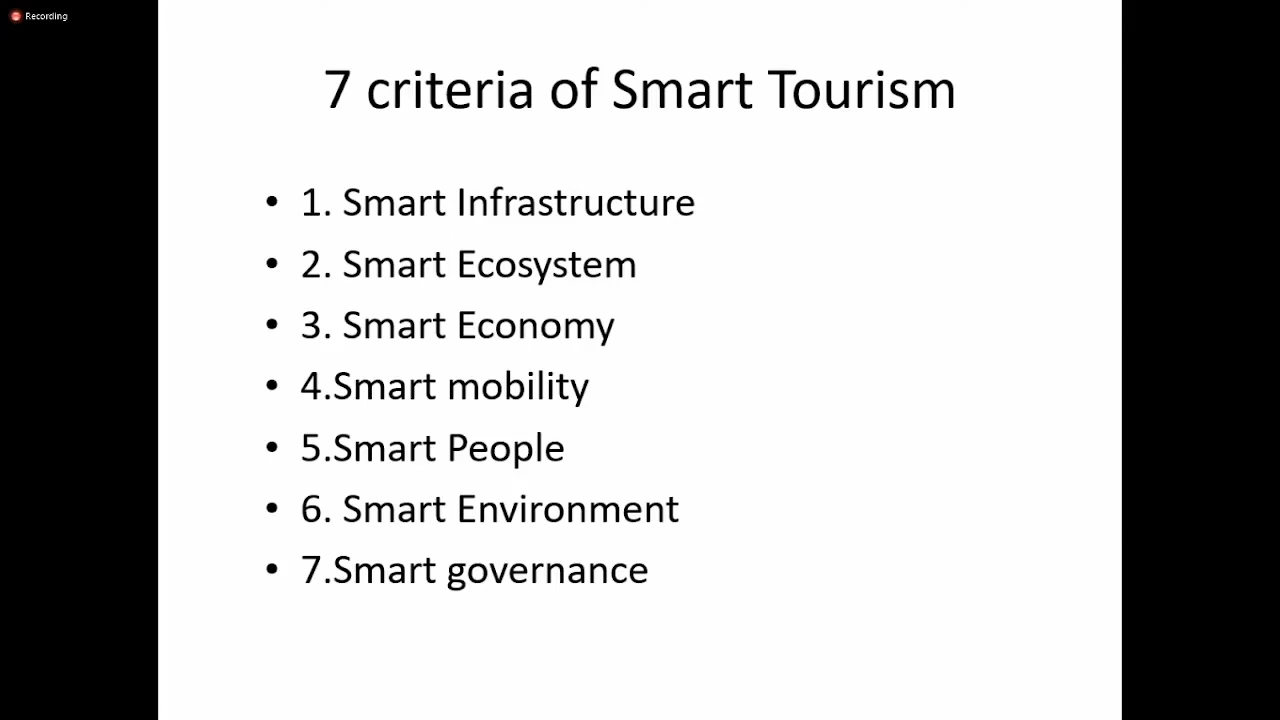 Recording
7 criteria of Smart Tourism
• 1. Smart Infrastructure
• 2. Smart Ecosystem
• 3. Smart Economy
• 4.Smart mobility
• 5.Smart People
• 6. Smart Environment
• 7.Smart governance